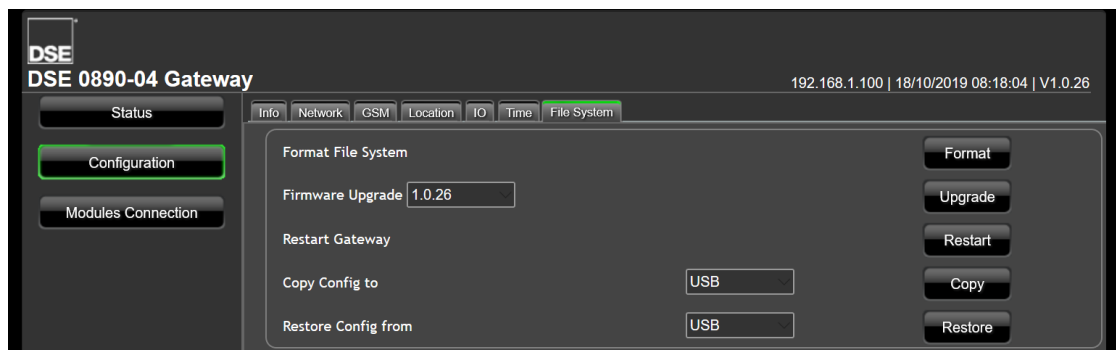 DSE
DSE 0890-04 Gateway
192.168.1.100 | 18/10/2019 08:18:04 | V1.0.26
Status
Info Network GSM Location IO Time File System
Configuration
Format File System Format
Firmware Upgrade 1.0.26 Upgrade
Modules Connection
Restart Gateway Restart
Copy Config to USB Copy
Restore Config from USB Restore